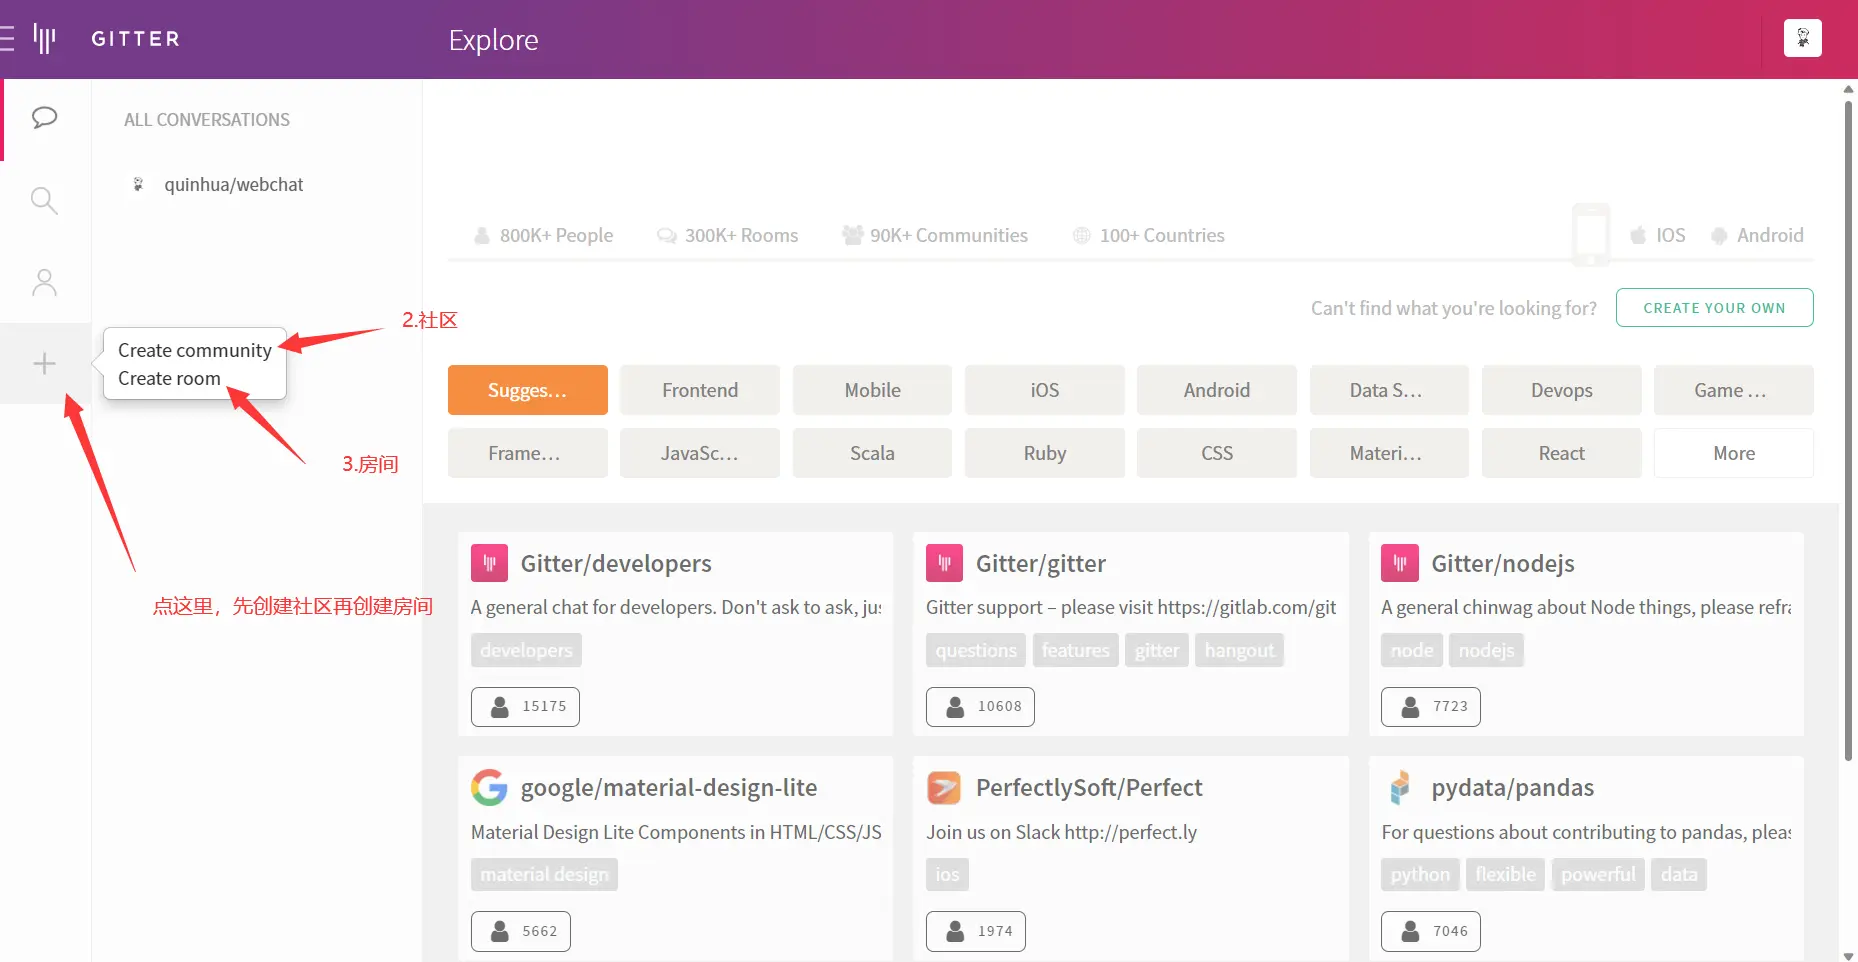 GITTER
Explore
ALL CONVERSATIONS
quinhua/webchat
800K+ People
300K+ Rooms
90K+ Communities
100+ Countries
IOS
Android
Can't find what you're looking for?
CREATE YOUR OWN
2.社区
Create community
Create room
3.房间
点这里，先创建社区再创建房间
Sugges...
Frontend
Mobile
iOS
Android
Data S...
Devops
Game ...
Frame...
JavaSc...
Scala
Ruby
CSS
Materi...
React
More
Gitter/developers
A general chat for developers. Don't ask to ask, jus
developers
15175
Gitter/gitter
Gitter support – please visit https://gitlab.com/git
questions
features
gitter
hangout
10608
Gitter/nodejs
A general chinwag about Node things, please refra
node
nodejs
7723
google/material-design-lite
Material Design Lite Components in HTML/CSS/JS
material design
5662
PerfectlySoft/Perfect
Join us on Slack http://perfect.ly
ios
1974
pydata/pandas
For questions about contributing to pandas, pleas
python
flexible
powerful
data
7046